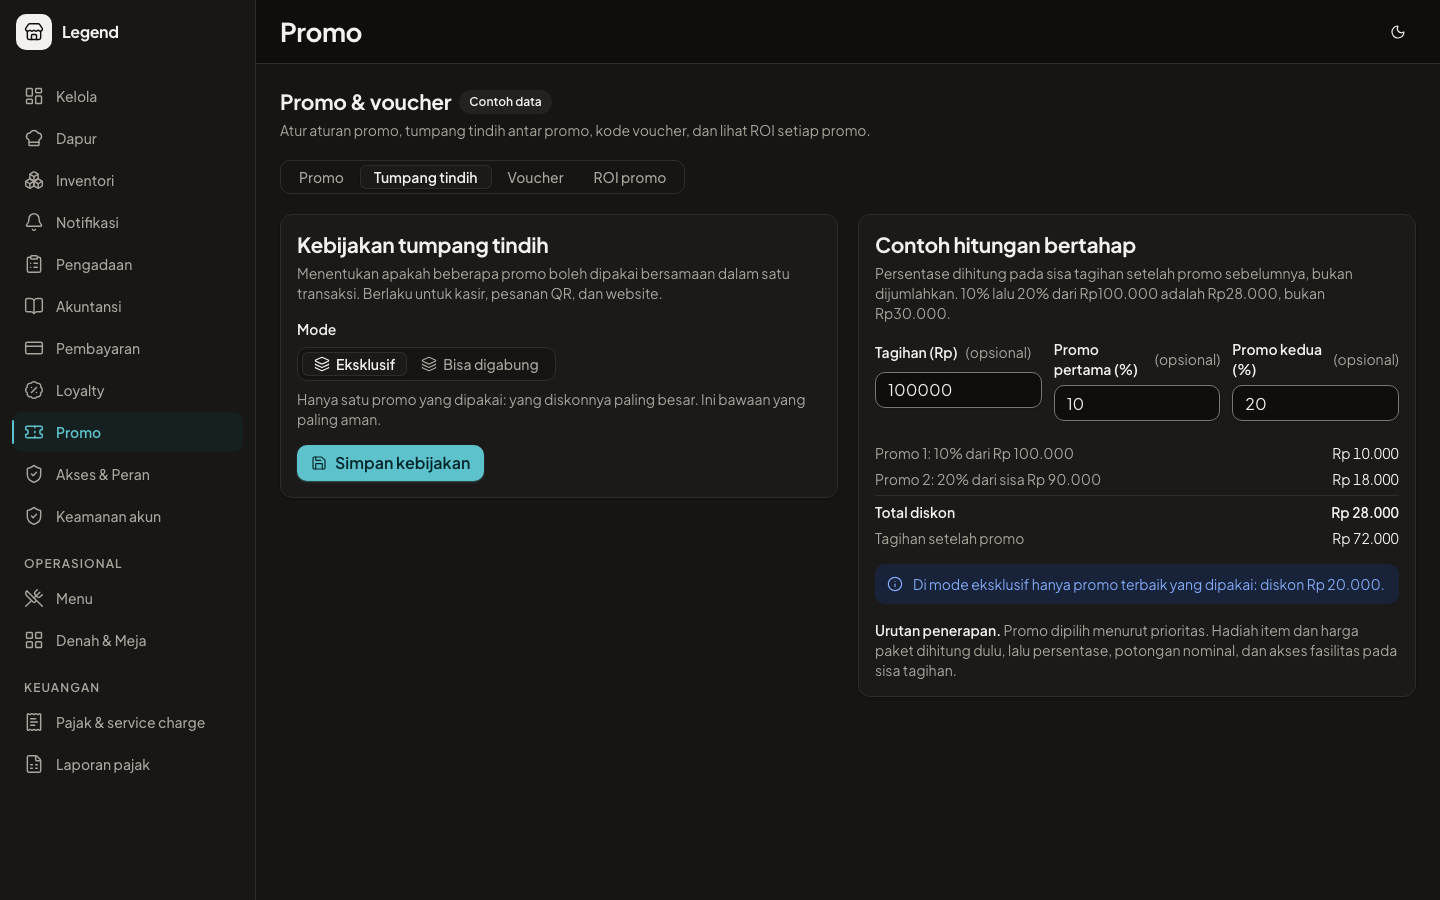 Legend
Kelola
Dapur
Inventori
Notifikasi
Pengadaan
Akuntansi
Pembayaran
Loyalty
Promo
Akses & Peran
Keamanan akun
OPERASIONAL
Menu
Denah & Meja
KEUANGAN
Pajak & service charge
Laporan pajak
Promo
Promo & voucher
Contoh data
Atur aturan promo, tumpang tindih antar promo, kode voucher, dan lihat ROI setiap promo.
Promo
Tumpang tindih
Voucher
ROI promo
Kebijakan tumpang tindih
Menentukan apakah beberapa promo boleh dipakai bersamaan dalam satu
transaksi. Berlaku untuk kasir, pesanan QR, dan website.
Mode
Eksklusif
Bisa digabung
Hanya satu promo yang dipakai: yang diskonnya paling besar. Ini bawaan yang
paling aman.
Simpan kebijakan
Contoh hitungan bertahap
Persentase dihitung pada sisa tagihan setelah promo sebelumnya, bukan
dijumlahkan. 10% lalu 20% dari Rp100.000 adalah Rp28.000, bukan
Rp30.000.
Tagihan (Rp) (opsional)
100000
Promo
pertama (%) (opsional)
10
Promo kedua
(%) (opsional)
20
Promo 1: 10% dari Rp 100.000 Rp 10.000
Promo 2: 20% dari sisa Rp 90.000 Rp 18.000
Total diskon Rp 28.000
Tagihan setelah promo Rp 72.000
Di mode eksklusif hanya promo terbaik yang dipakai: diskon Rp 20.000.
Urutan penerapan. Promo dipilih menurut prioritas. Hadiah item dan harga
paket dihitung dulu, lalu persentase, potongan nominal, dan akses fasilitas pada
sisa tagihan.